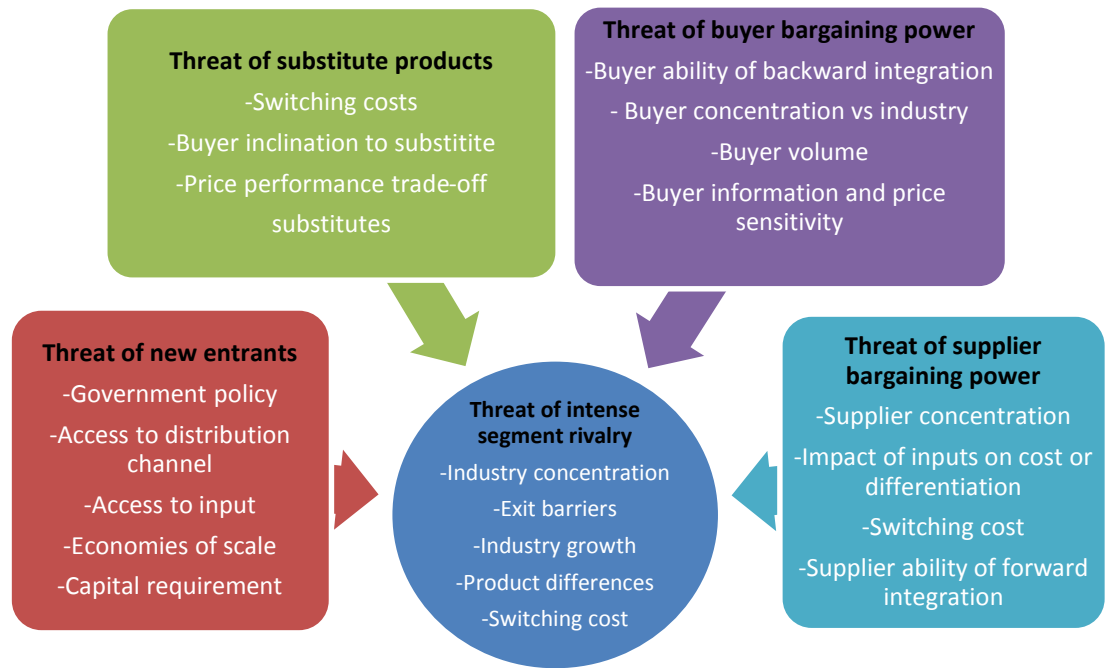 Threat of substitute products
-Switching costs
-Buyer inclination to substitite
-Price performance trade-off
substitutes
Threat of buyer bargaining power
-Buyer ability of backward integration
- Buyer concentration vs industry
-Buyer volume
-Buyer information and price
sensitivity
Threat of new entrants
-Government policy
-Access to distribution
channel
-Access to input
-Economies of scale
-Capital requirement
Threat of intense
segment rivalry
-Industry concentration
-Exit barriers
-Industry growth
-Product differences
-Switching cost
Threat of supplier
bargaining power
-Supplier concentration
-Impact of inputs on cost or
differentiation
-Switching cost
-Supplier ability of forward
integration